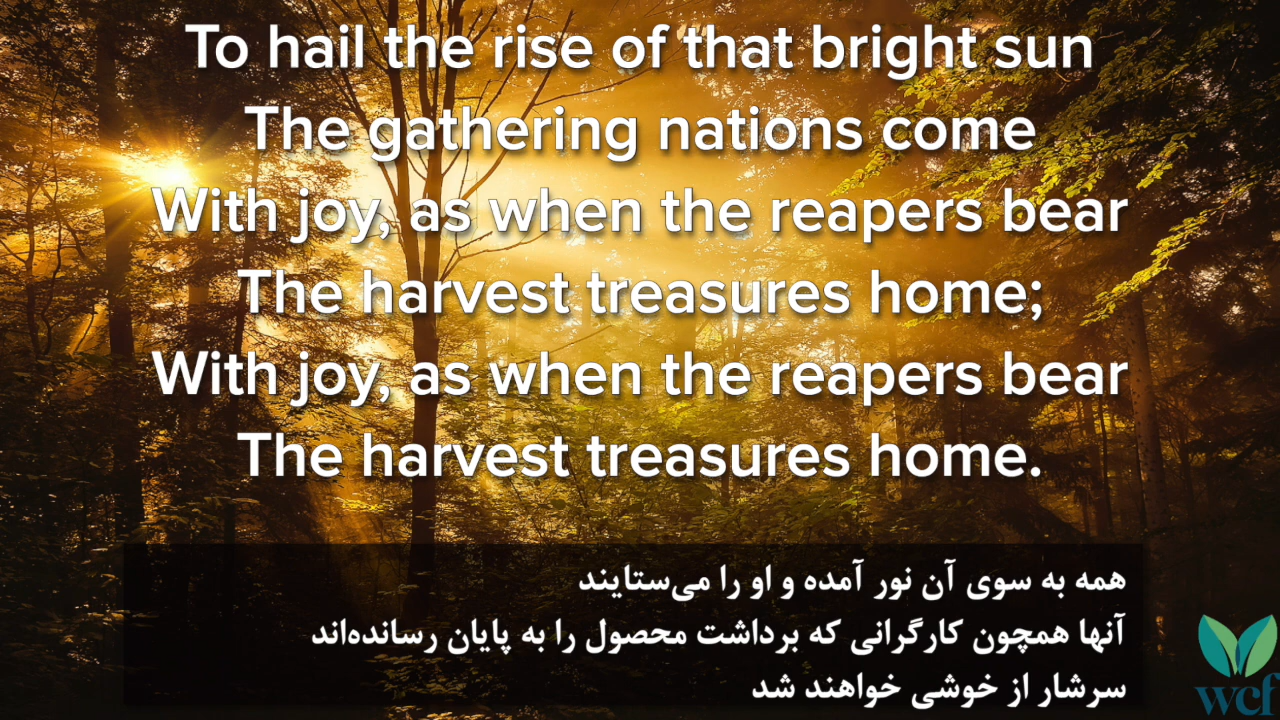 To hail the rise of that bright sun
The gathering nations come
With joy, as when the reapers bear
The harvest treasures home;
With joy, as when the reapers bear
The harvest treasures home.
همه به سوی آن نور آمده و او را می‌ستایند
آنها همچون کارگرانی که برداشت محصول را به پایان رسانده‌اند
سرشار از خوشی خواهند شد
wcf